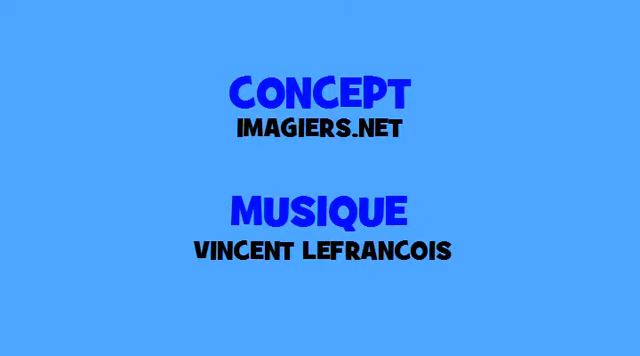 CONCEPT
IMAGIERS.NET
MUSIQUE
VINCENT LEFRANCOIS